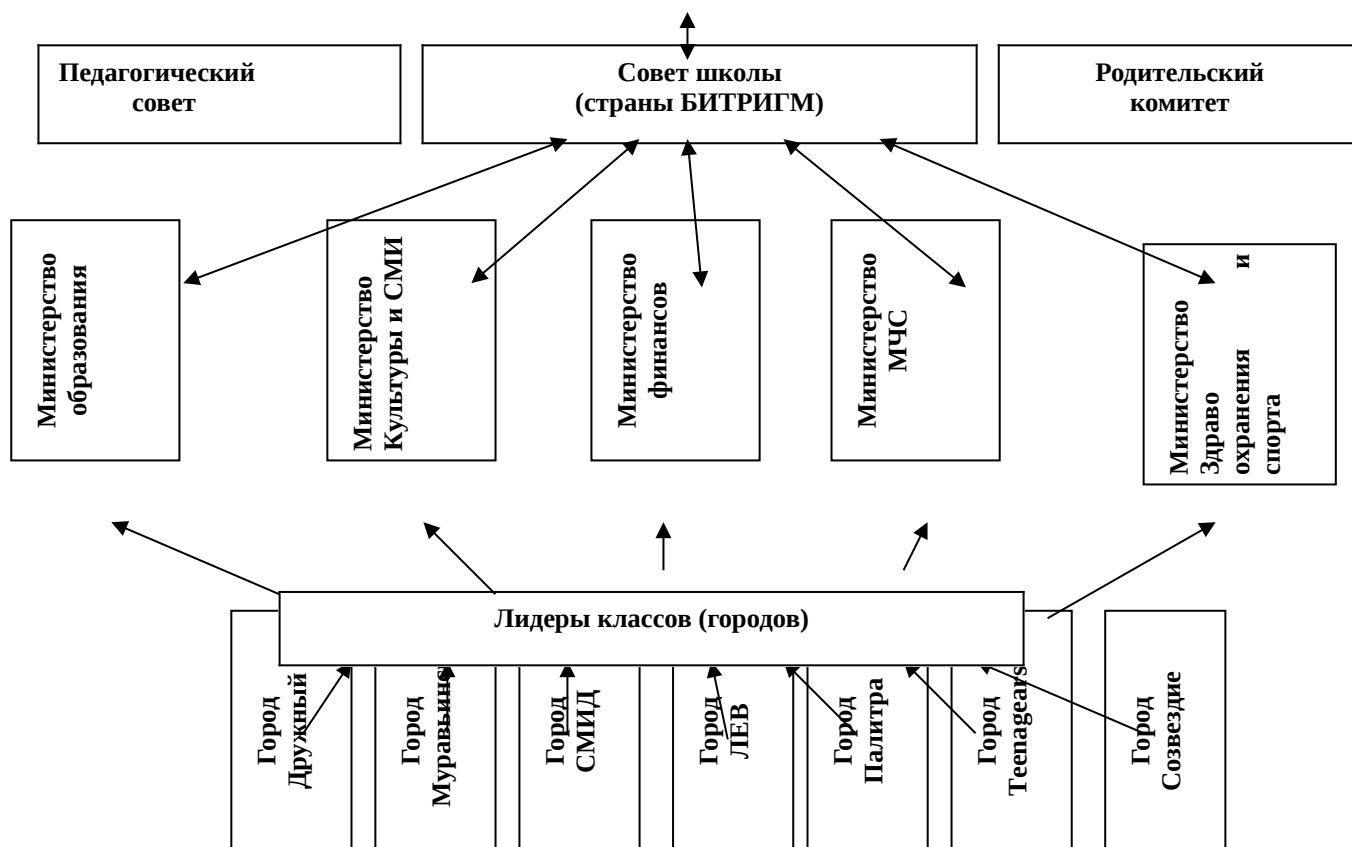 Педагогический
совет
Совет школы
(страны БИТРИГМ)
Родительский
комитет
Министерство
образования
Министерство
Культуры и СМИ
Министерство
финансов
Министерство
МЧС
Министерство
Здраво
охранения и
спорта
Лидеры классов (городов)
Город
Дружный
Город
Город
СМИД
Город
ЛЕВ
Город
Палитра
Город
Teenagears
Город
Созвездие